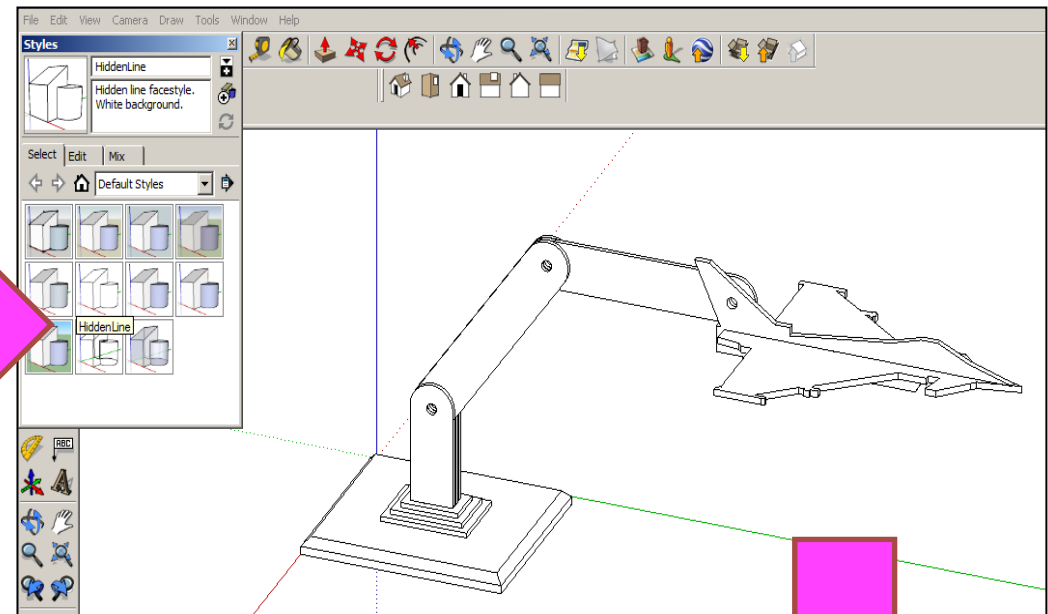 File Edit View Camera Draw Tools Window Help
Styles
HiddenLine
Hidden line facestyle.
White background.
Select Edit Mix
Default Styles
HiddenLine
ABC
A